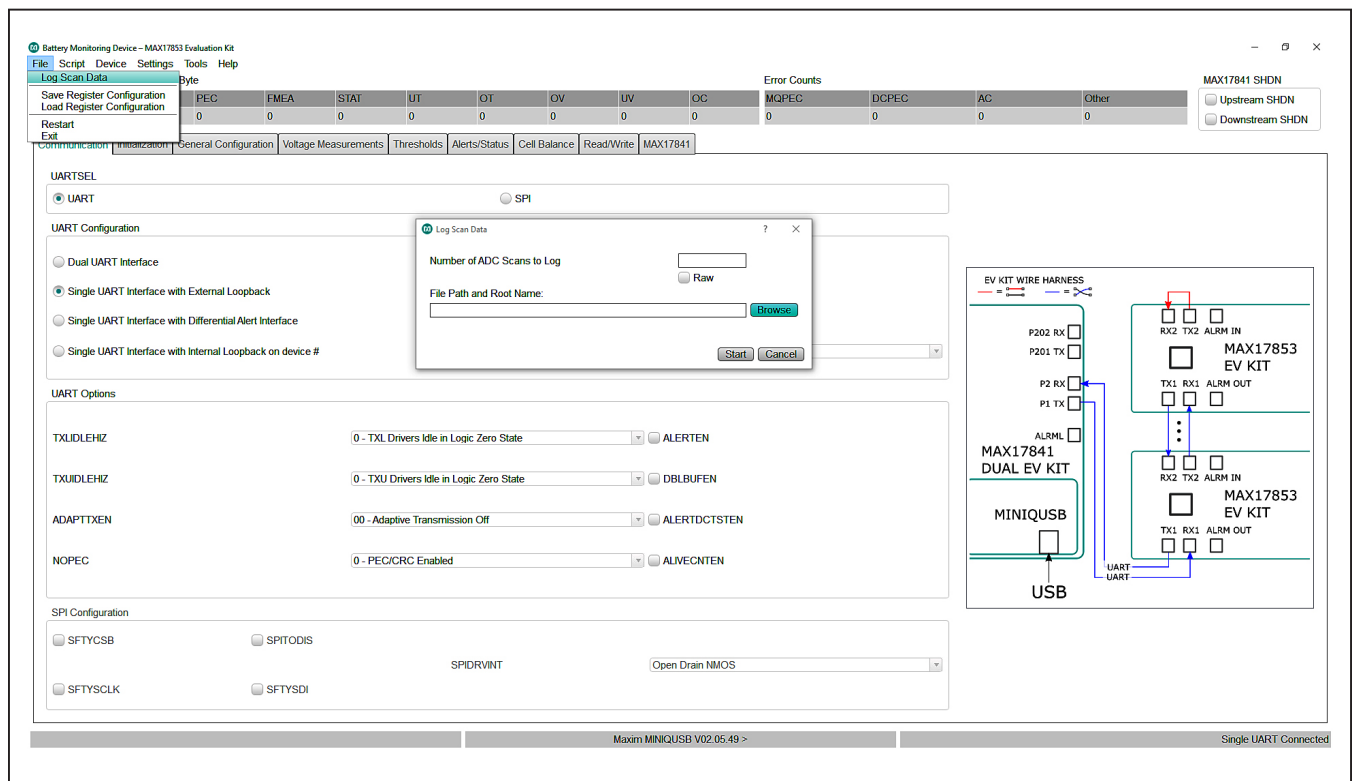 Battery Monitoring Device – MAX17853 Evaluation Kit
File Script Device Settings Tools Help
Log Scan Data
Save Register Configuration
Load Register Configuration
Restart
Exit
Byte
Error Counts
MAX17841 SHDN
PEC FMEA STAT UT OT OV UV OC MQPEC DCPEC AC Other
0 0 0 0 0 0 0 0 0 0 0 0
Upstream SHDN
Downstream SHDN
Communication Initialization General Configuration Voltage Measurements Thresholds Alerts/Status Cell Balance Read/Write MAX17841
UARTSEL
UART SPI
UART Configuration
Dual UART Interface
Single UART Interface with External Loopback
Single UART Interface with Differential Alert Interface
Single UART Interface with Internal Loopback on device #
Log Scan Data ?
Number of ADC Scans to Log
Raw
File Path and Root Name:
Browse
Start Cancel
UART Options
TXLIDLEHIZ 0 - TXL Drivers Idle in Logic Zero State ALERTEN
TXUIDLEHIZ 0 - TXU Drivers Idle in Logic Zero State DBLBUFEN
ADAPTTXEN 00 - Adaptive Transmission Off ALERTDCTSTEN
NOPEC 0 - PEC/CRC Enabled ALIVECNTEN
SPI Configuration
SFTYCSB SPITODIS
SPIDRVINT Open Drain NMOS
SFTYSCLK SFTYSDI
EV KIT WIRE HARNESS
= =
P202 RX
P201 TX
P2 RX
P1 TX
ALRML
MAX17841
DUAL EV KIT
MINIQUSB
USB
RX2 TX2 ALRM IN
MAX17853
EV KIT
TX1 RX1 ALRM OUT
RX2 TX2 ALRM IN
MAX17853
EV KIT
TX1 RX1 ALRM OUT
UART
UART
Maxim MINIQUSB V02.05.49 >
Single UART Connected